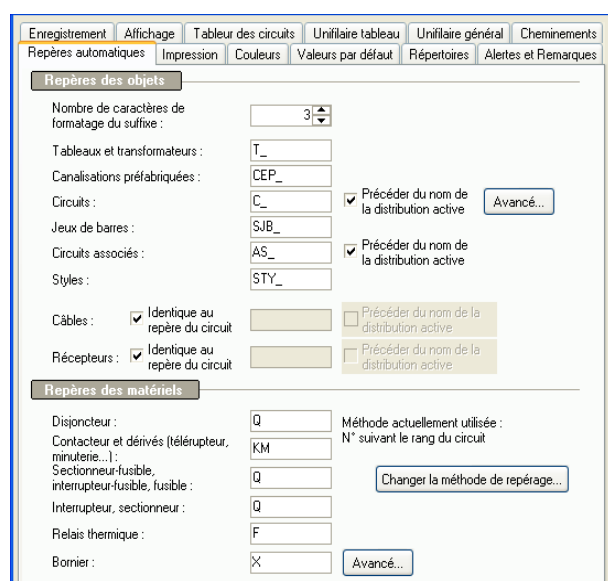 Enregistrement Affichage Tableur des circuits Unifilaire tableau Unifilaire général Cheminements
Repères automatiques Impression Couleurs Valeurs par défaut Répertoires Alertes et Remarques
Repères des objets
Nombre de caractères de
formatage du suffixe :
3
Tableaux et transformateurs :
T_
Canalisations préfabriquées :
CEP_
Circuits :
C_
Précéder du nom de
la distribution active
Avancé...
Jeux de barres :
SJB_
Circuits associés :
AS_
Précéder du nom de
la distribution active
Styles :
STY_
Câbles :
Identique au
repère du circuit
Précéder du nom de la
distribution active
Récepteurs :
Identique au
repère du circuit
Précéder du nom de la
distribution active
Repères des matériels
Disjoncteur :
Q
Méthode actuellement utilisée :
N° suivant le rang du circuit
Contacteur et dérivés (télérupteur,
minuterie...) :
KM
Sectionneur-fusible,
interrupteur-fusible, fusible :
Q
Changer la méthode de repérage...
Interrupteur, sectionneur :
Q
Relais thermique :
F
Bornier :
X
Avancé...